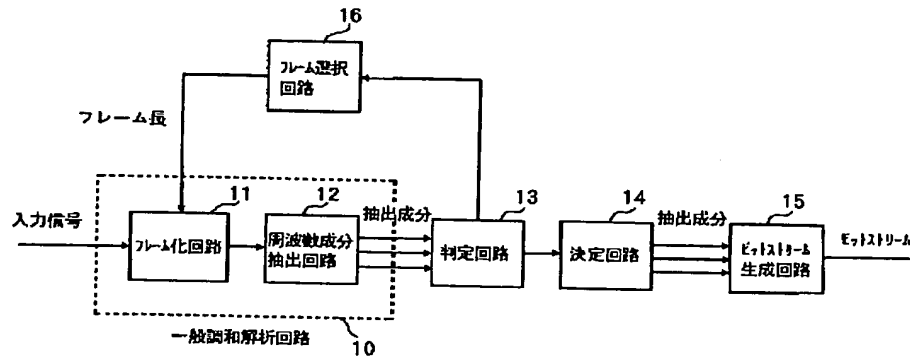 16
フレーム選択
回路
フレーム長
11
12
抽出成分
13
14
抽出成分
15
入力信号
フレーム化回路
周波数成分
抽出回路
判定回路
決定回路
ビットストリーム
生成回路
ビットストリーム
一般調和解析回路
10